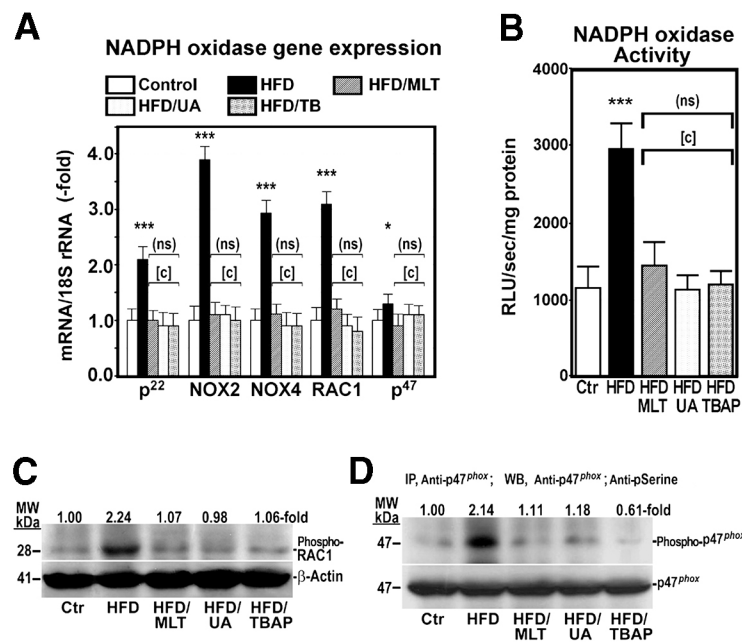 A
NADPH oxidase gene expression
Control HFD HFD/MLT
HFD/UA HFD/TB
mRNA/18S rRNA (-fold)
4.0
3.0
2.0
1.0
0.0
*** *** *** *** *
(ns) (ns) (ns) (ns) (ns)
[c] [c] [c] [c] [c]
p22 NOX2 NOX4 RAC1 p47
B
NADPH oxidase
Activity
RLU/sec/mg protein
4000
3000
2000
1000
0
***
(ns)
[c]
Ctr HFD HFD HFD HFD
MLT UA TBAP
C
MW
kDa
1.00 2.24 1.07 0.98 1.06-fold
28 Phospho-
RAC1
41 β-Actin
Ctr HFD HFD/ HFD/ HFD/
MLT UA TBAP
D
IP, Anti-p47phox; WB, Anti-p47phox; Anti-pSerine
MW
kDa
1.00 2.14 1.11 1.18 0.61-fold
47 Phospho-p47phox
47 p47phox
Ctr HFD HFD/ HFD/ HFD/
MLT UA TBAP